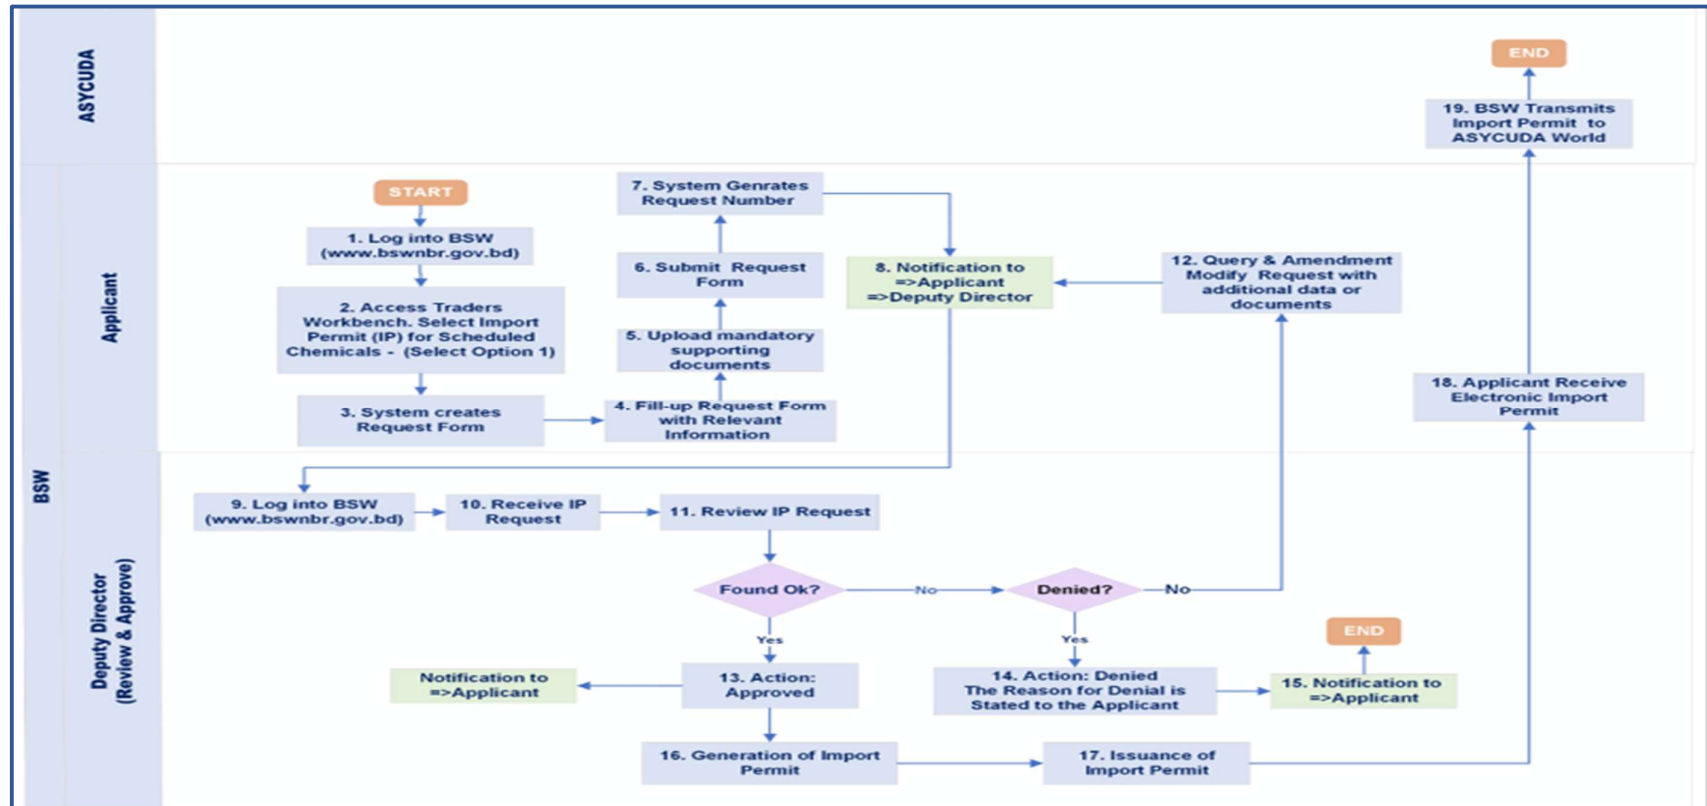 ASYCUDA
END
19. BSW Transmits
Import Permit to
ASYCUDA World
BSW
Applicant
START
1. Log into BSW
(www.bswnbr.gov.bd)
2. Access Traders
Workbench. Select Import
Permit (IP) for Scheduled
Chemicals - (Select Option 1)
3. System creates
Request Form
4. Fill-up Request Form
with Relevant
Information
5. Upload mandatory
supporting
documents
6. Submit Request
Form
7. System Genrates
Request Number
8. Notification to
=>Applicant
=>Deputy Director
12. Query & Amendment
Modify Request with
additional data or
documents
18. Applicant Receive
Electronic Import
Permit
Deputy Director
(Review & Approve)
9. Log into BSW
(www.bswnbr.gov.bd)
10. Receive IP
Request
11. Review IP Request
Found Ok?
No
Denied?
No
Yes
Yes
Notification to
=>Applicant
13. Action:
Approved
14. Action: Denied
The Reason for Denial is
Stated to the Applicant
15. Notification to
=>Applicant
END
16. Generation of Import
Permit
17. Issuance of
Import Permit